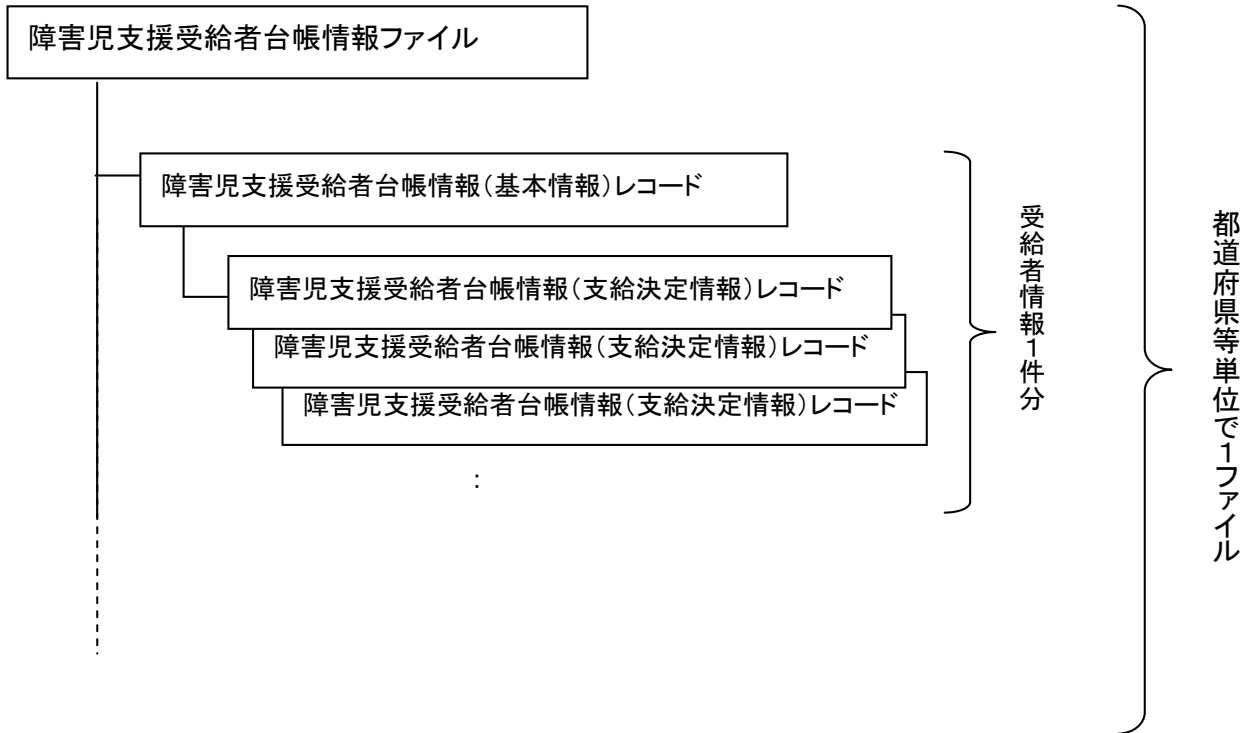 障害児支援受給者台帳情報ファイル
障害児支援受給者台帳情報(基本情報)レコード
障害児支援受給者台帳情報(支給決定情報)レコード
障害児支援受給者台帳情報(支給決定情報)レコード
障害児支援受給者台帳情報(支給決定情報)レコード
:
受給者情報1件分
都道府県等単位で1ファイル